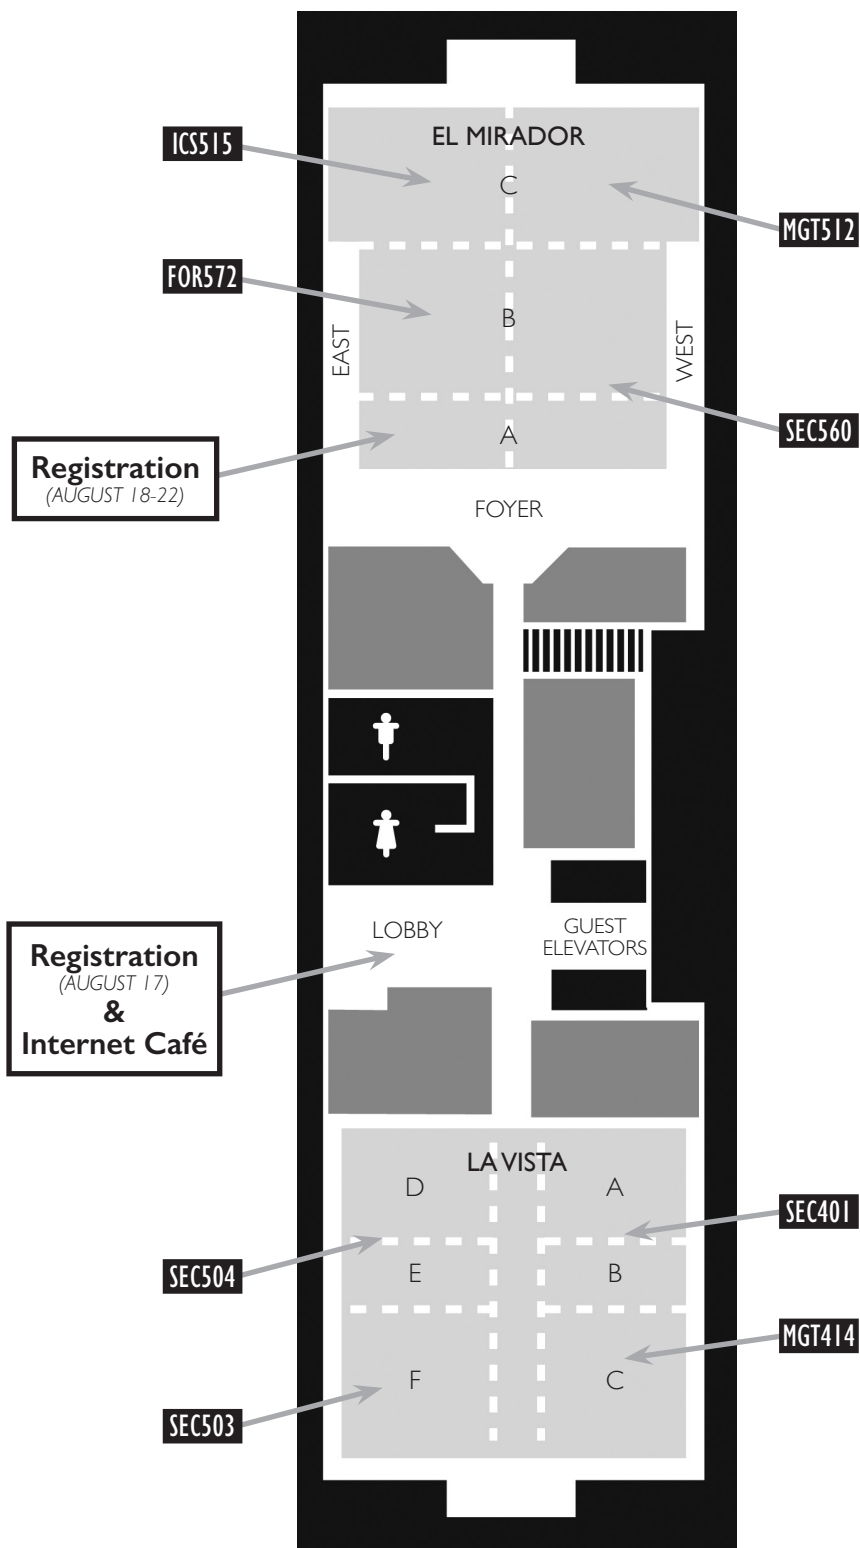 EL MIRADOR
ICS515
C
MGT512
FOR572
B
EAST
WEST
SEC560
A
Registration
(AUGUST 18-22)
FOYER
LOBBY
GUEST
ELEVATORS
Registration
(AUGUST 17)
&
Internet Café
LA VISTA
D
A
SEC401
SEC504
E
B
MGT414
F
C
SEC503